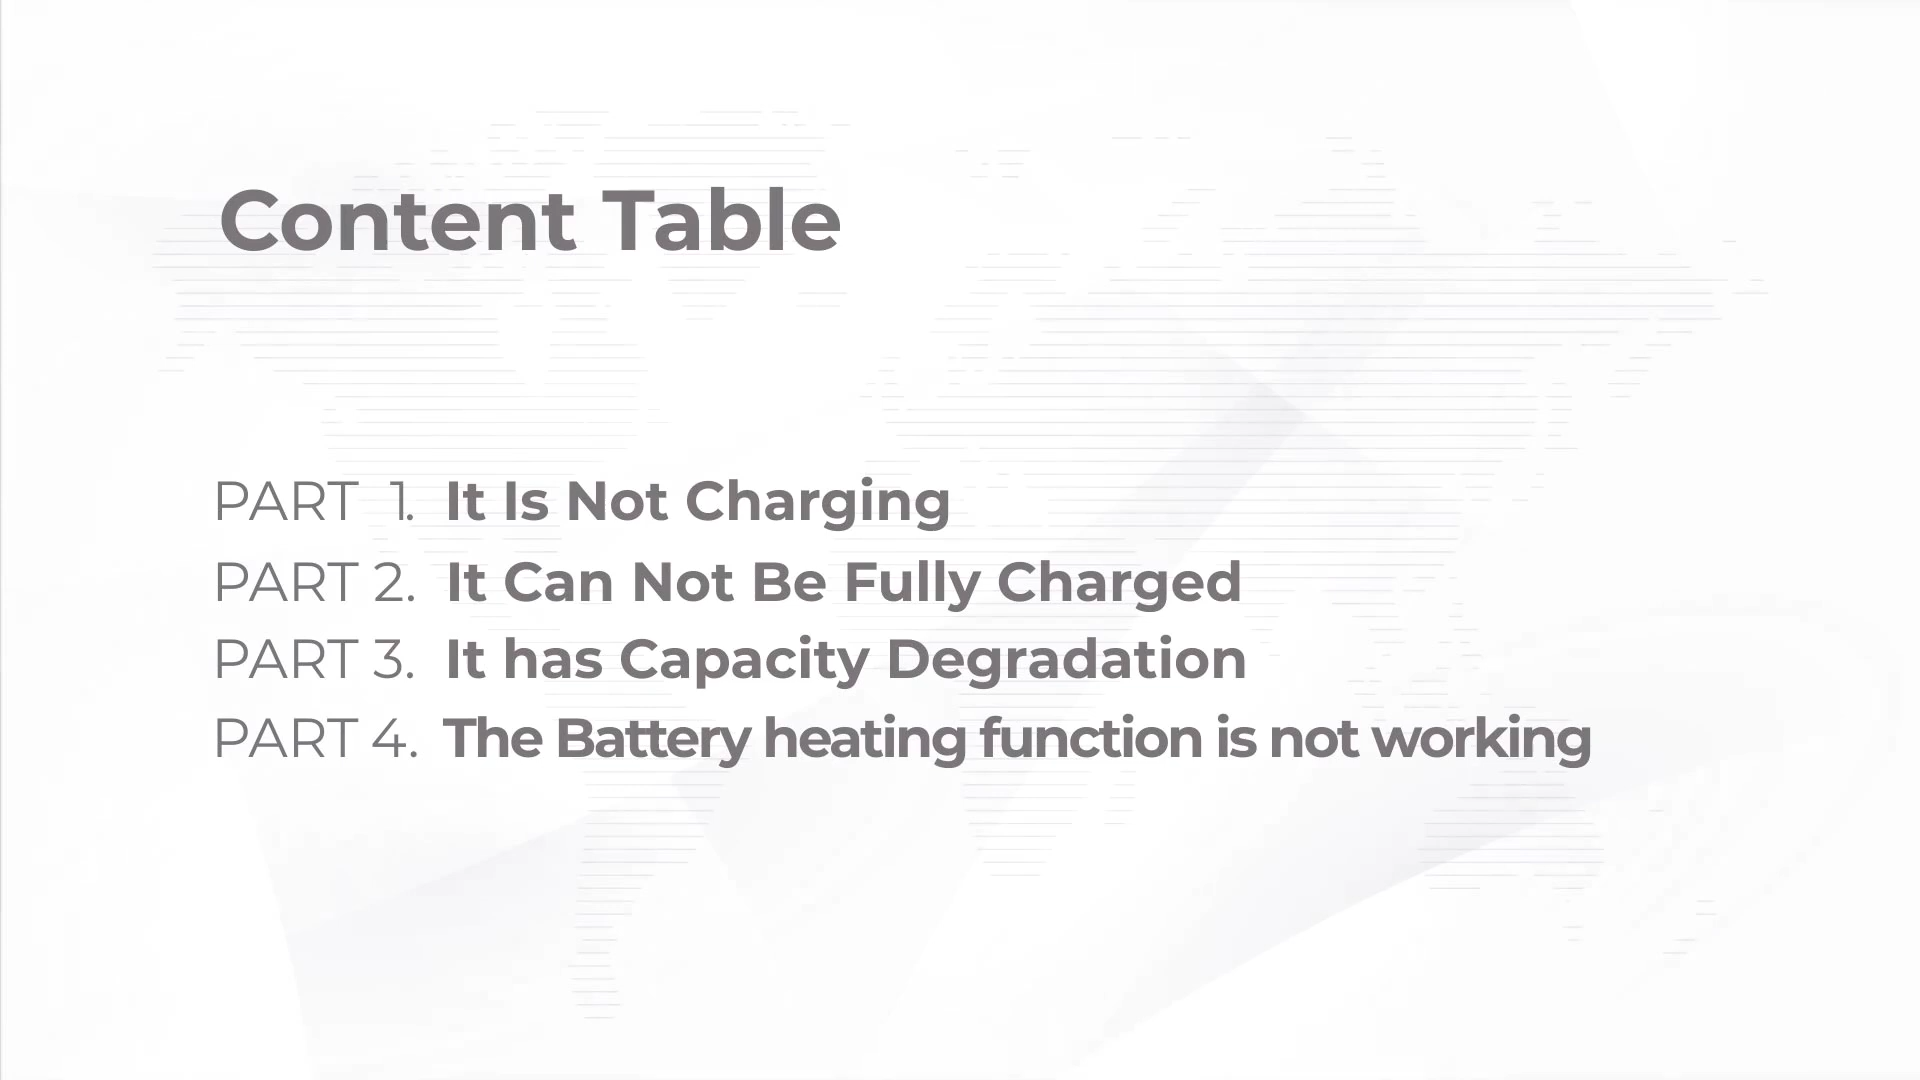 Content Table
PART 1. It Is Not Charging
PART 2. It Can Not Be Fully Charged
PART 3. It has Capacity Degradation
PART 4. The Battery heating function is not working